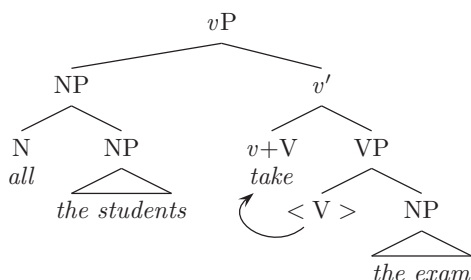 vP
NP v′
N NP v+V VP
all take
the students < V > NP
the exam